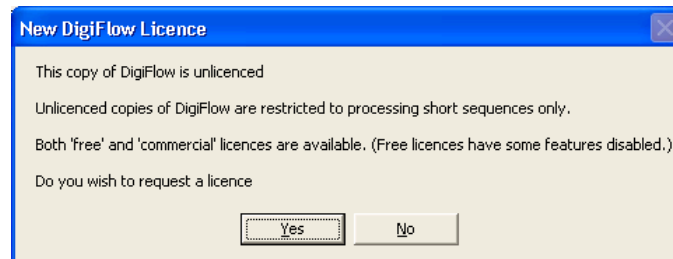 New DigiFlow Licence
This copy of DigiFlow is unlicenced
Unlicenced copies of DigiFlow are restricted to processing short sequences only.
Both 'free' and 'commercial' licences are available. (Free licences have some features disabled.)
Do you wish to request a licence
Yes No